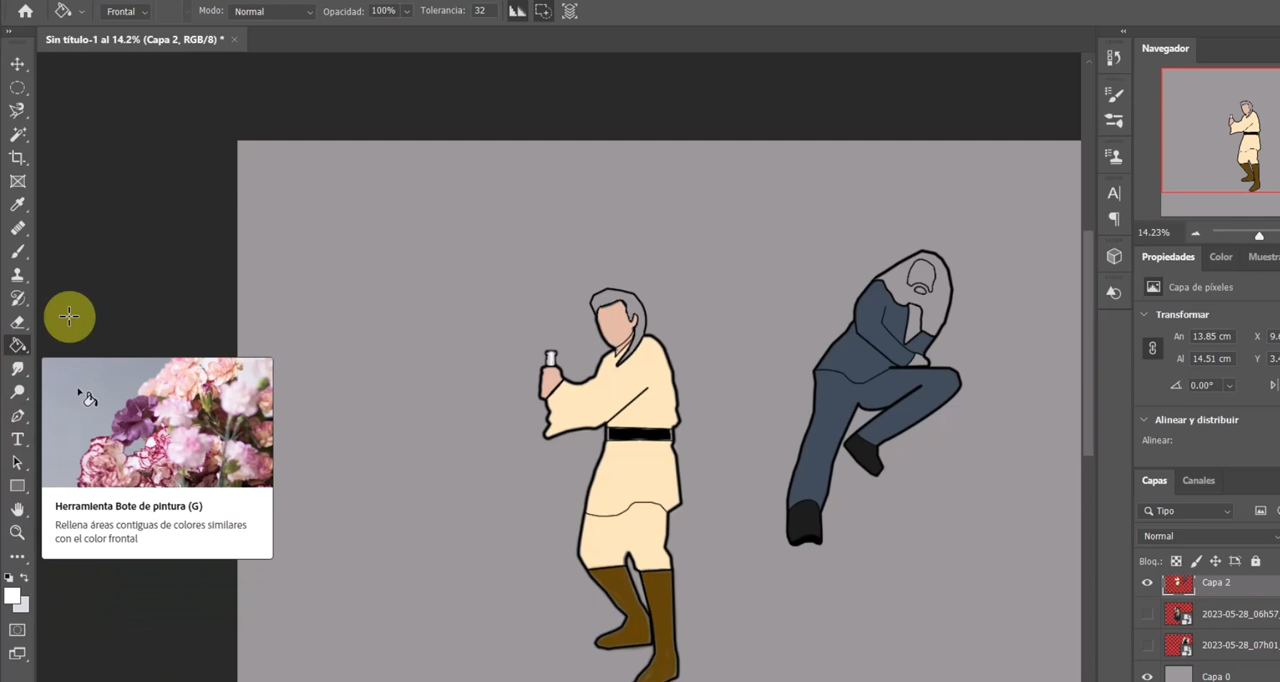 Frontal
Modo: Normal
Opacidad: 100%
Tolerancia: 32
Sin título-1 al 14.2% (Capa 2, RGB/8) *
Navegador
14.23%
Propiedades
Color
Muestra
Capa de píxeles
Transformar
An 13.85 cm X 9.
Al 14.51 cm Y 3.
0.00°
Alinear y distribuir
Alinear:
Herramienta Bote de pintura (G)
Rellena áreas contiguas de colores similares
con el color frontal
Capas
Canales
Tipo
Normal
Bloq.:
Capa 2
2023-05-28_06h57
2023-05-28_07h01
Capa 0